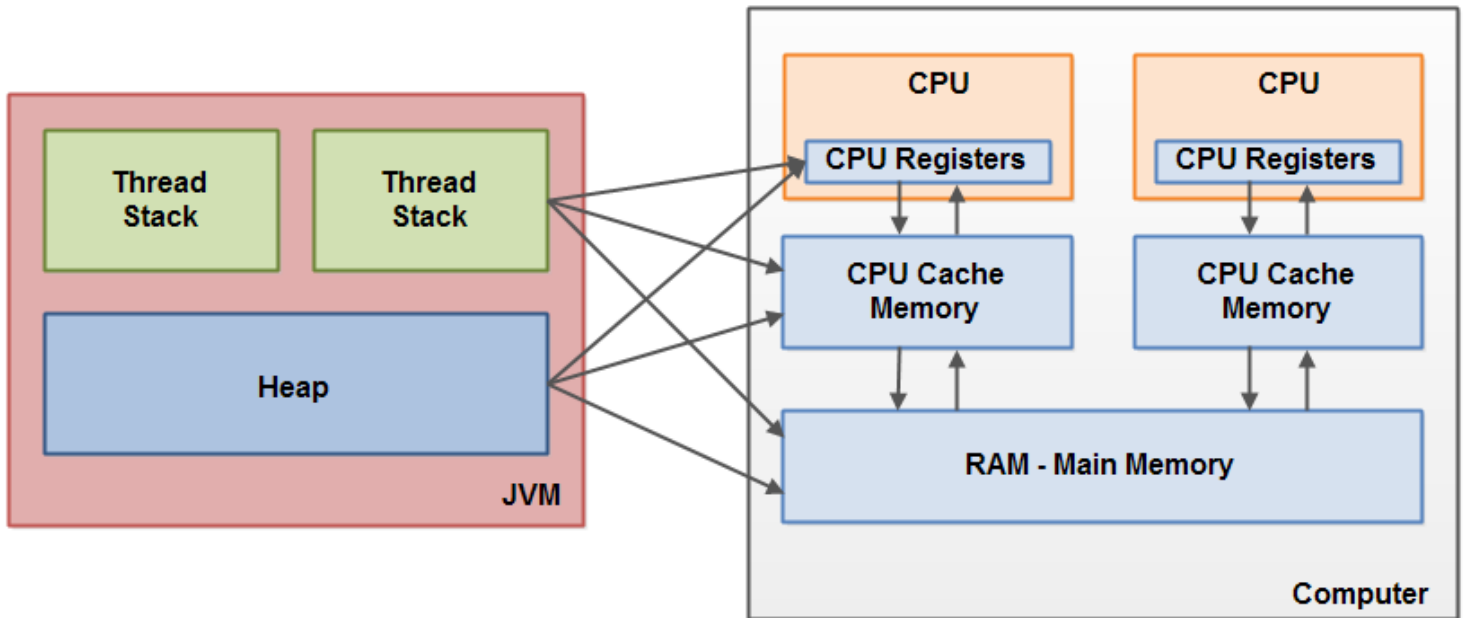 Thread
Stack
Thread
Stack
Heap
JVM
CPU
CPU Registers
CPU Cache
Memory
CPU
CPU Registers
CPU Cache
Memory
RAM - Main Memory
Computer